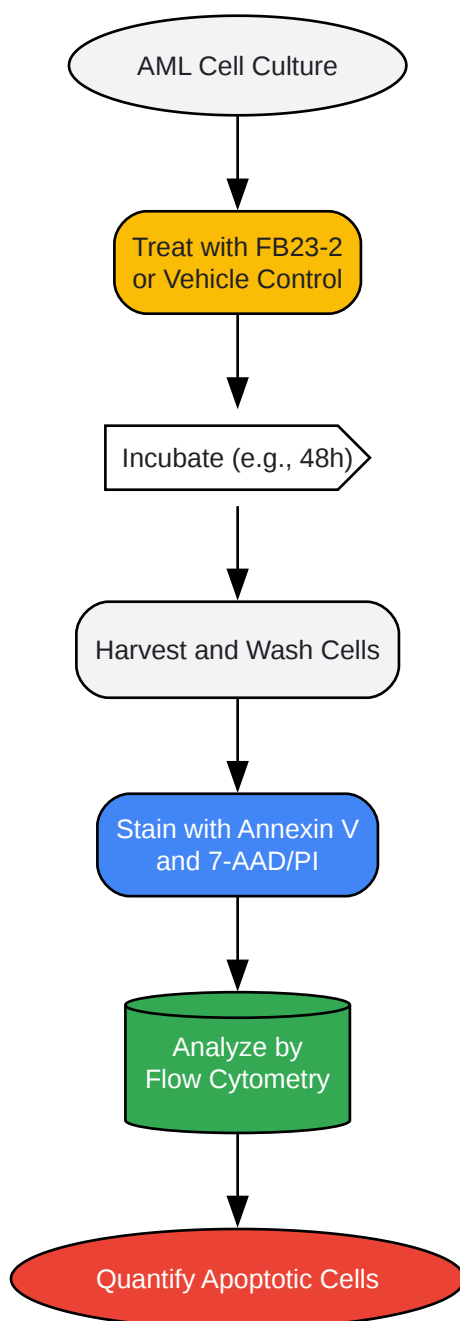 AML Cell Culture
Treat with FB23-2
or Vehicle Control
Incubate (e.g., 48h)
Harvest and Wash Cells
Stain with Annexin V
and 7-AAD/PI
Analyze by
Flow Cytometry
Quantify Apoptotic Cells